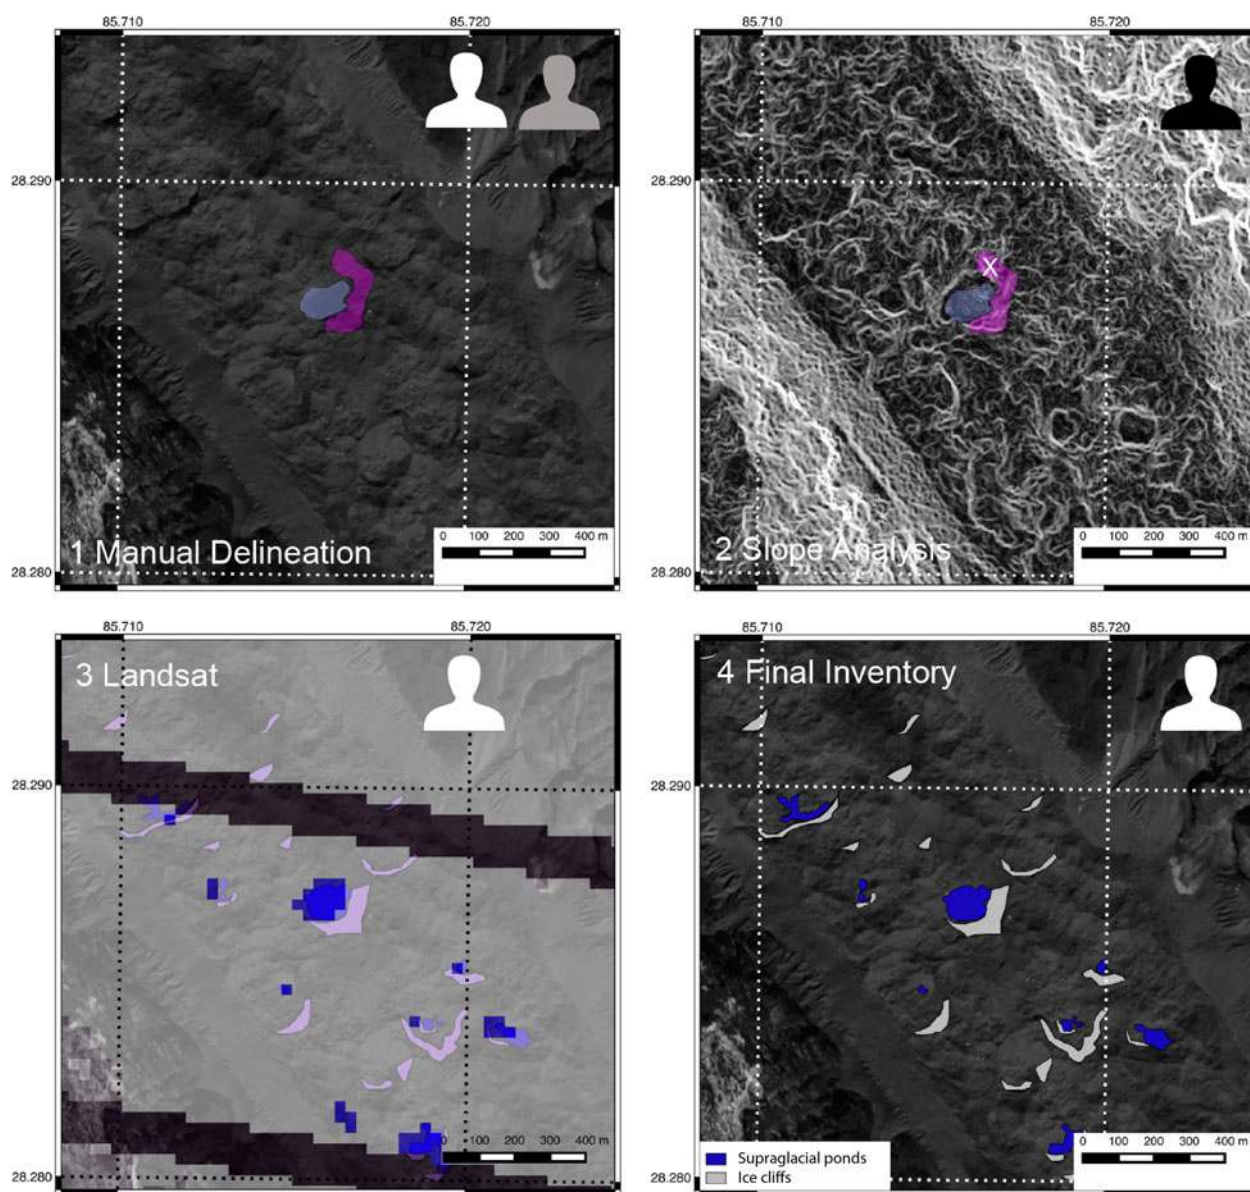 85.710 85.720 85.710 85.720
28.290
28.290
0 100 200 300 400 m
0 100 200 300 400 m
1 Manual Delineation
2 Slope Analysis
28.280
28.280
X
85.710 85.720 85.710 85.720
3 Landsat
4 Final Inventory
28.290
28.290
0 100 200 300 400 m
0 100 200 300 400 m
Supraglacial ponds
Ice cliffs
28.280
28.280